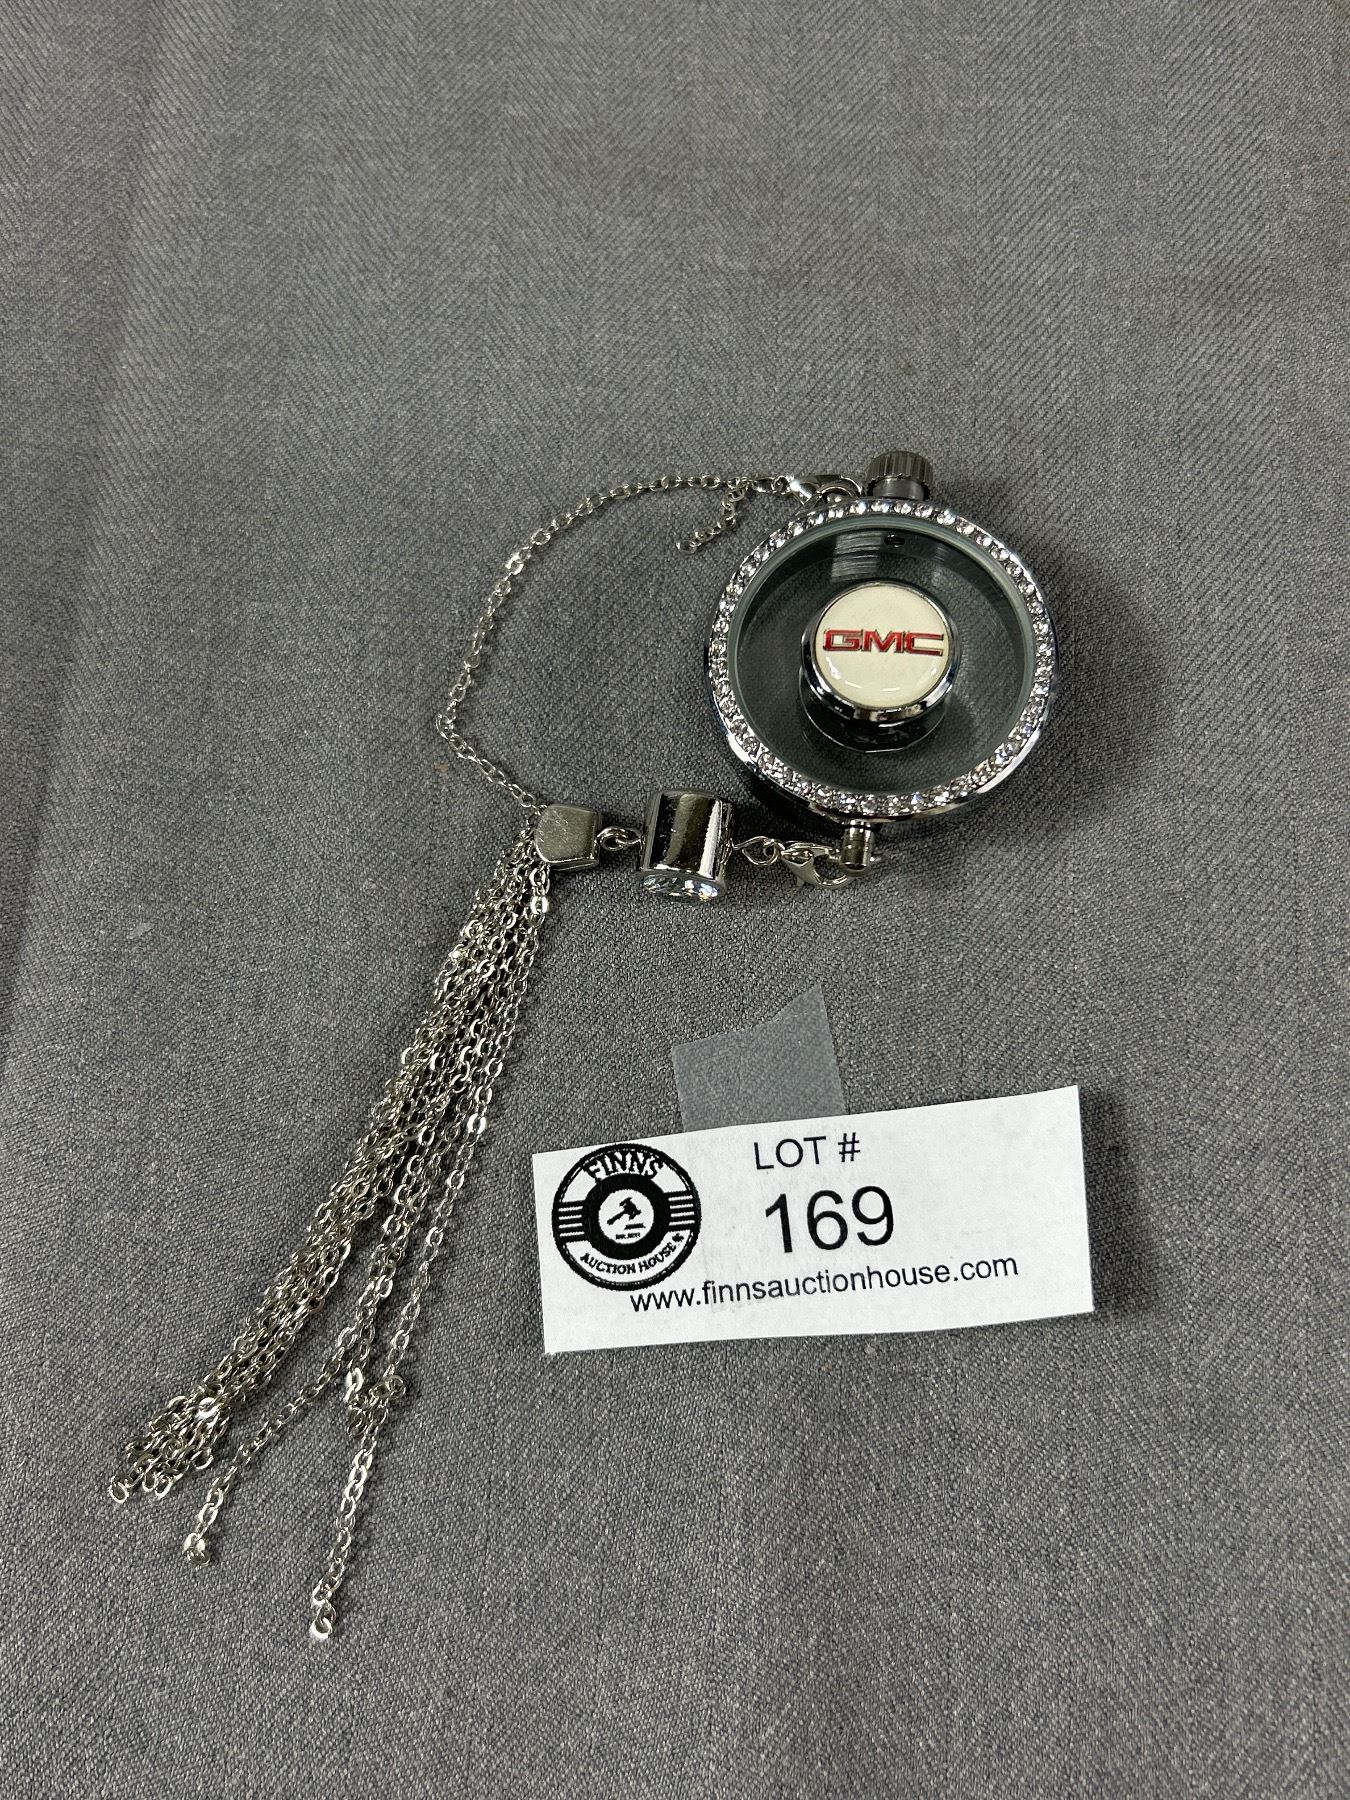 GMC
LOT #
FINNS
169
AUCTION HOUSE
www.finnsauctionhouse.com